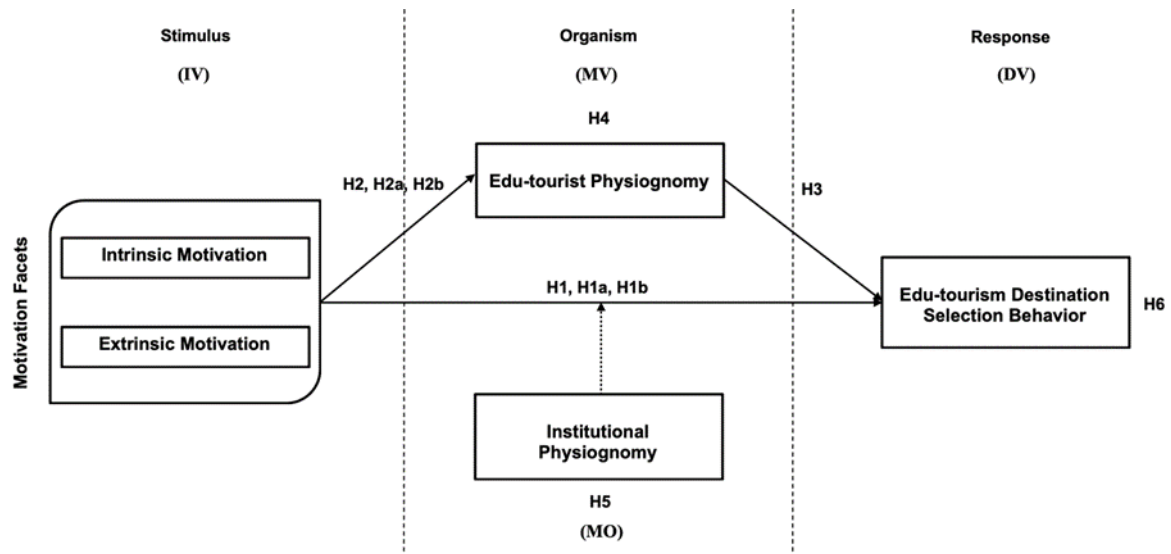 Stimulus
(IV)
Organism
(MV)
Response
(DV)
H4
Edu-tourist Physiognomy
H2, H2a, H2b
H3
Motivation Facets
Intrinsic Motivation
Extrinsic Motivation
H1, H1a, H1b
Edu-tourism Destination
Selection Behavior
H6
Institutional
Physiognomy
H5
(MO)